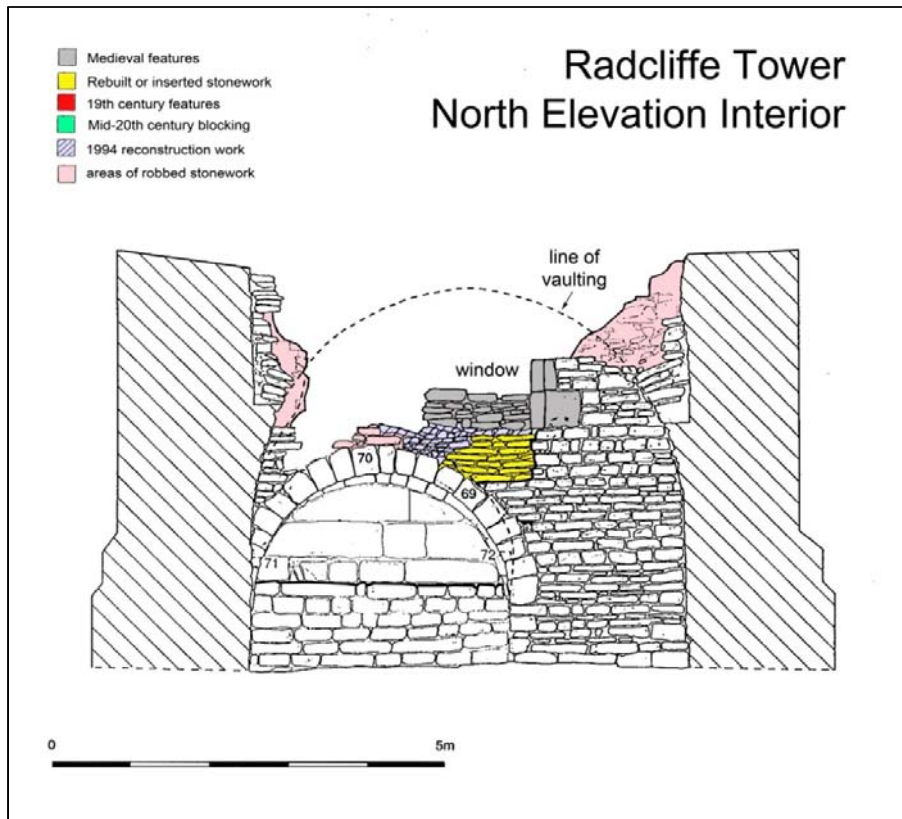 Radcliffe Tower
North Elevation Interior
Medieval features
Rebuilt or inserted stonework
19th century features
Mid-20th century blocking
1994 reconstruction work
areas of robbed stonework
line of
vaulting
window
70
69
71
72
0
5m